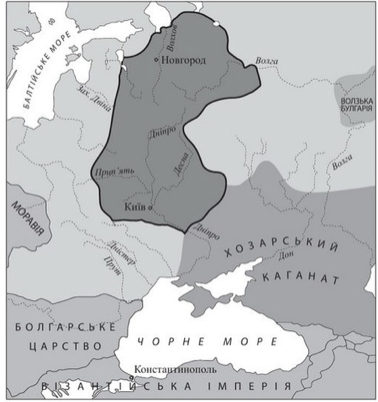 БАЛТІЙСЬКЕ МОРЕ
Волхов
Новгород
Волга
Зах. Двіна
ВОЛЗЬКА
БУЛГАРІЯ
Дніпро
Десна
Волга
Прип'ять
Київ
МОРАВІЯ
Дніпро
Дністер
Прут
ХОЗАРСЬКИЙ
Дон
КАГАНАТ
БОЛГАРСЬКЕ
ЦАРСТВО
ЧОРНЕ МОРЕ
Константинополь
ВІЗАНТІЙСЬКА ІМПЕРІЯ